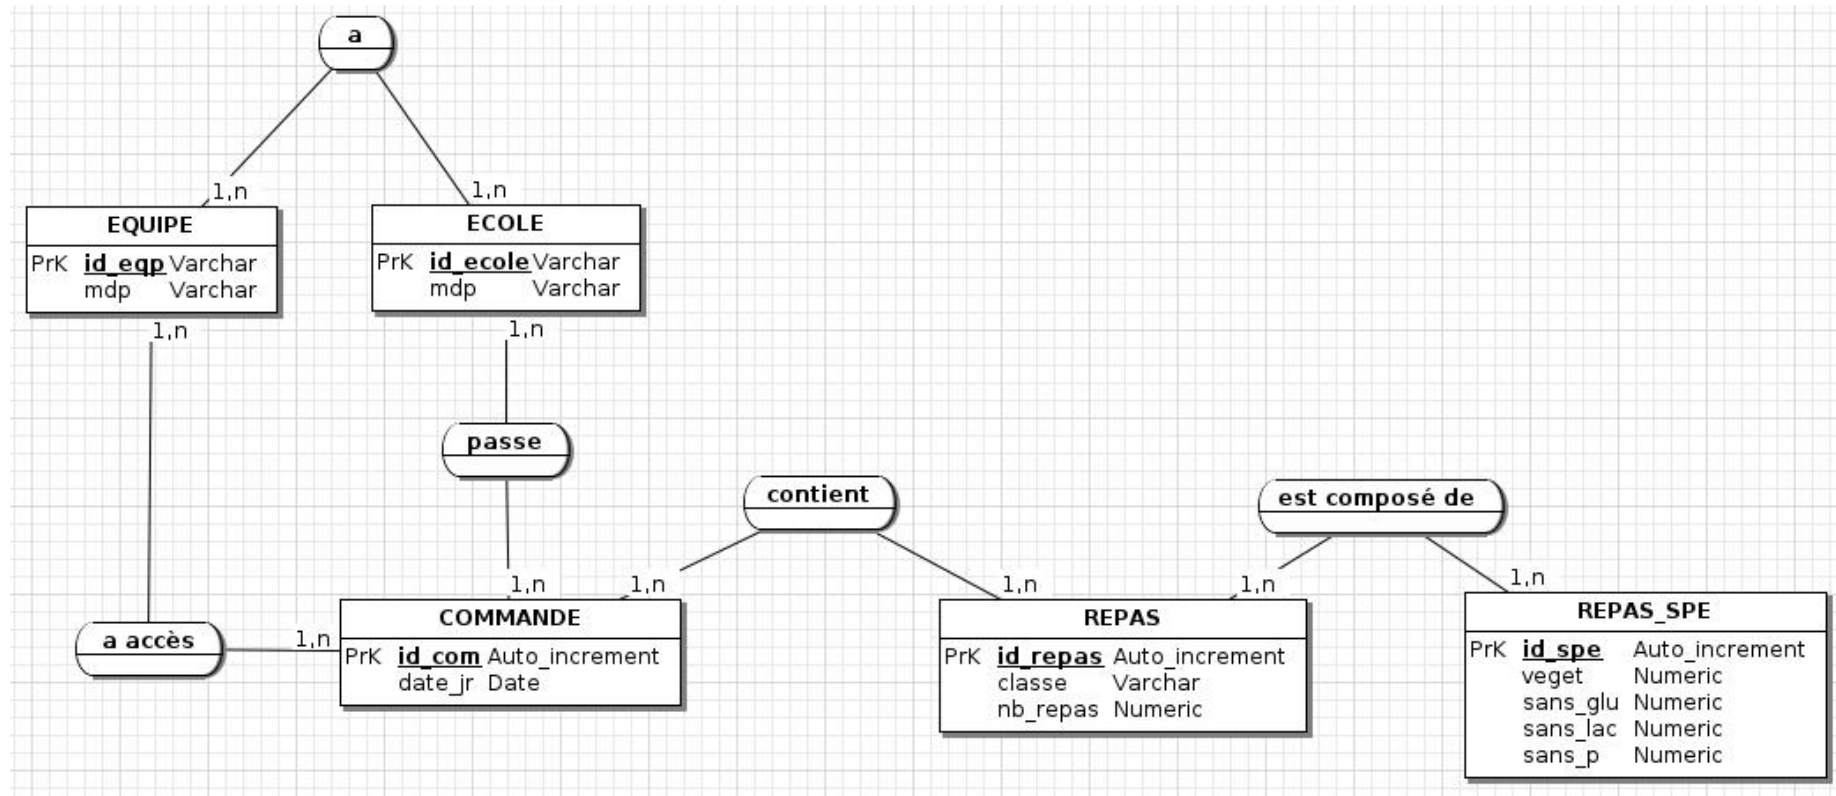 a
1,n
1,n
EQUIPE
PrK id_eqp Varchar
mdp Varchar
1,n
ECOLE
PrK id_ecole Varchar
mdp Varchar
1,n
passe
contient
est composé de
1,n
1,n
1,n
1,n
1,n
a accès
1,n
COMMANDE
PrK id_com Auto_increment
date_jr Date
REPAS
PrK id_repas Auto_increment
classe Varchar
nb_repas Numeric
REPAS_SPE
PrK id_spe Auto_increment
veget Numeric
sans_glu Numeric
sans_lac Numeric
sans_p Numeric